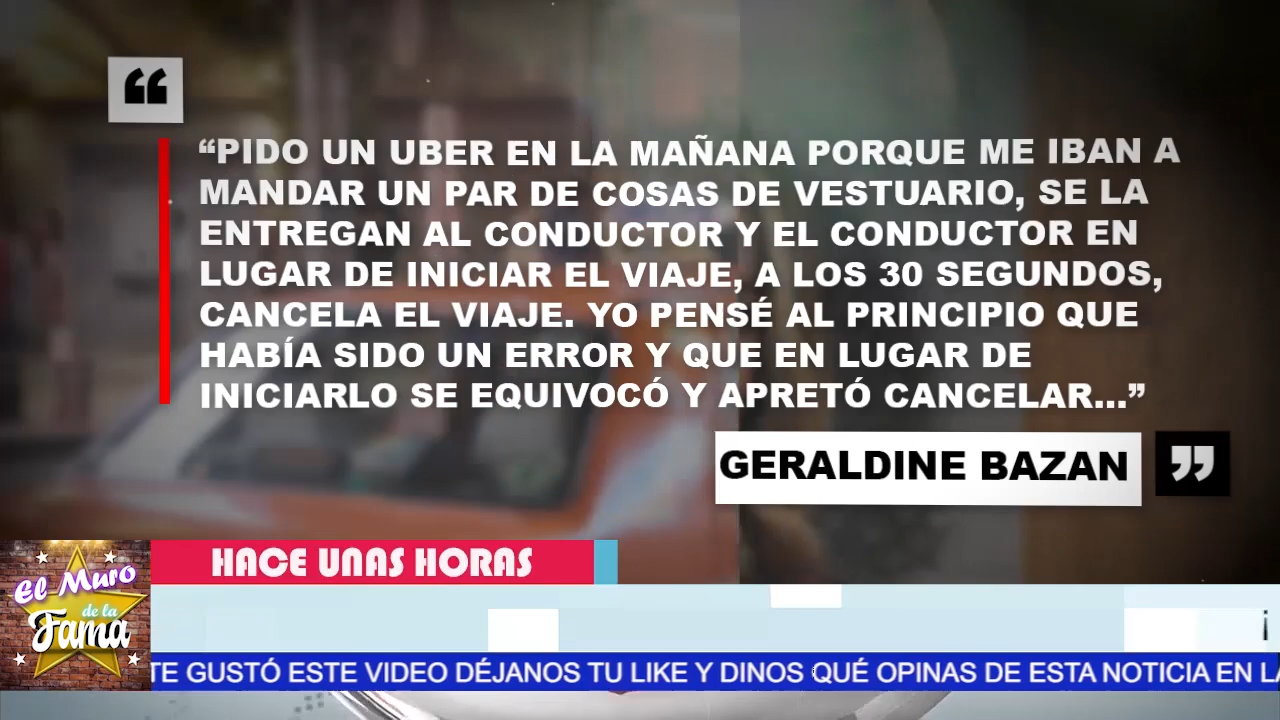 “PIDO UN UBER EN LA MAÑANA PORQUE ME IBAN A
MANDAR UN PAR DE COSAS DE VESTUARIO, SE LA
ENTREGAN AL CONDUCTOR Y EL CONDUCTOR EN
LUGAR DE INICIAR EL VIAJE, A LOS 30 SEGUNDOS,
CANCELA EL VIAJE. YO PENSÉ AL PRINCIPIO QUE
HABÍA SIDO UN ERROR Y QUE EN LUGAR DE
INICIARLO SE EQUIVOCÓ Y APRETÓ CANCELAR...”
GERALDINE BAZAN
HACE UNAS HORAS
El Muro
de la
Fama
¡
TE GUSTÓ ESTE VIDEO DÉJANOS TU LIKE Y DINOS QUÉ OPINAS DE ESTA NOTICIA EN LA